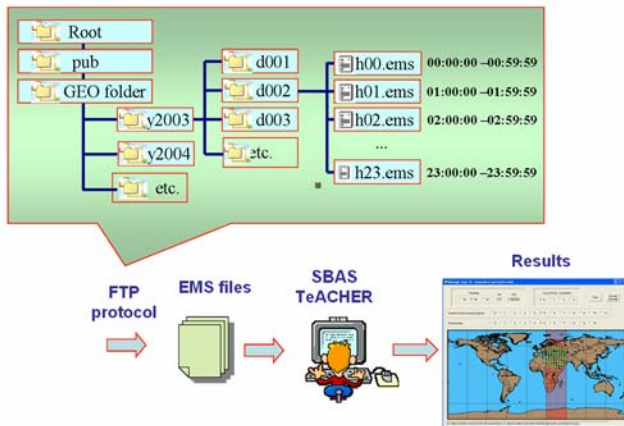 Root
pub
GEO folder
y2003
y2004
etc.
d001
d002
d003
etc.
h00.ems 00:00:00 –00:59:59
h01.ems 01:00:00 –01:59:59
h02.ems 02:00:00 –02:59:59
...
h23.ems 23:00:00 –23:59:59
FTP
protocol
EMS files
SBAS
TeACHER
Results